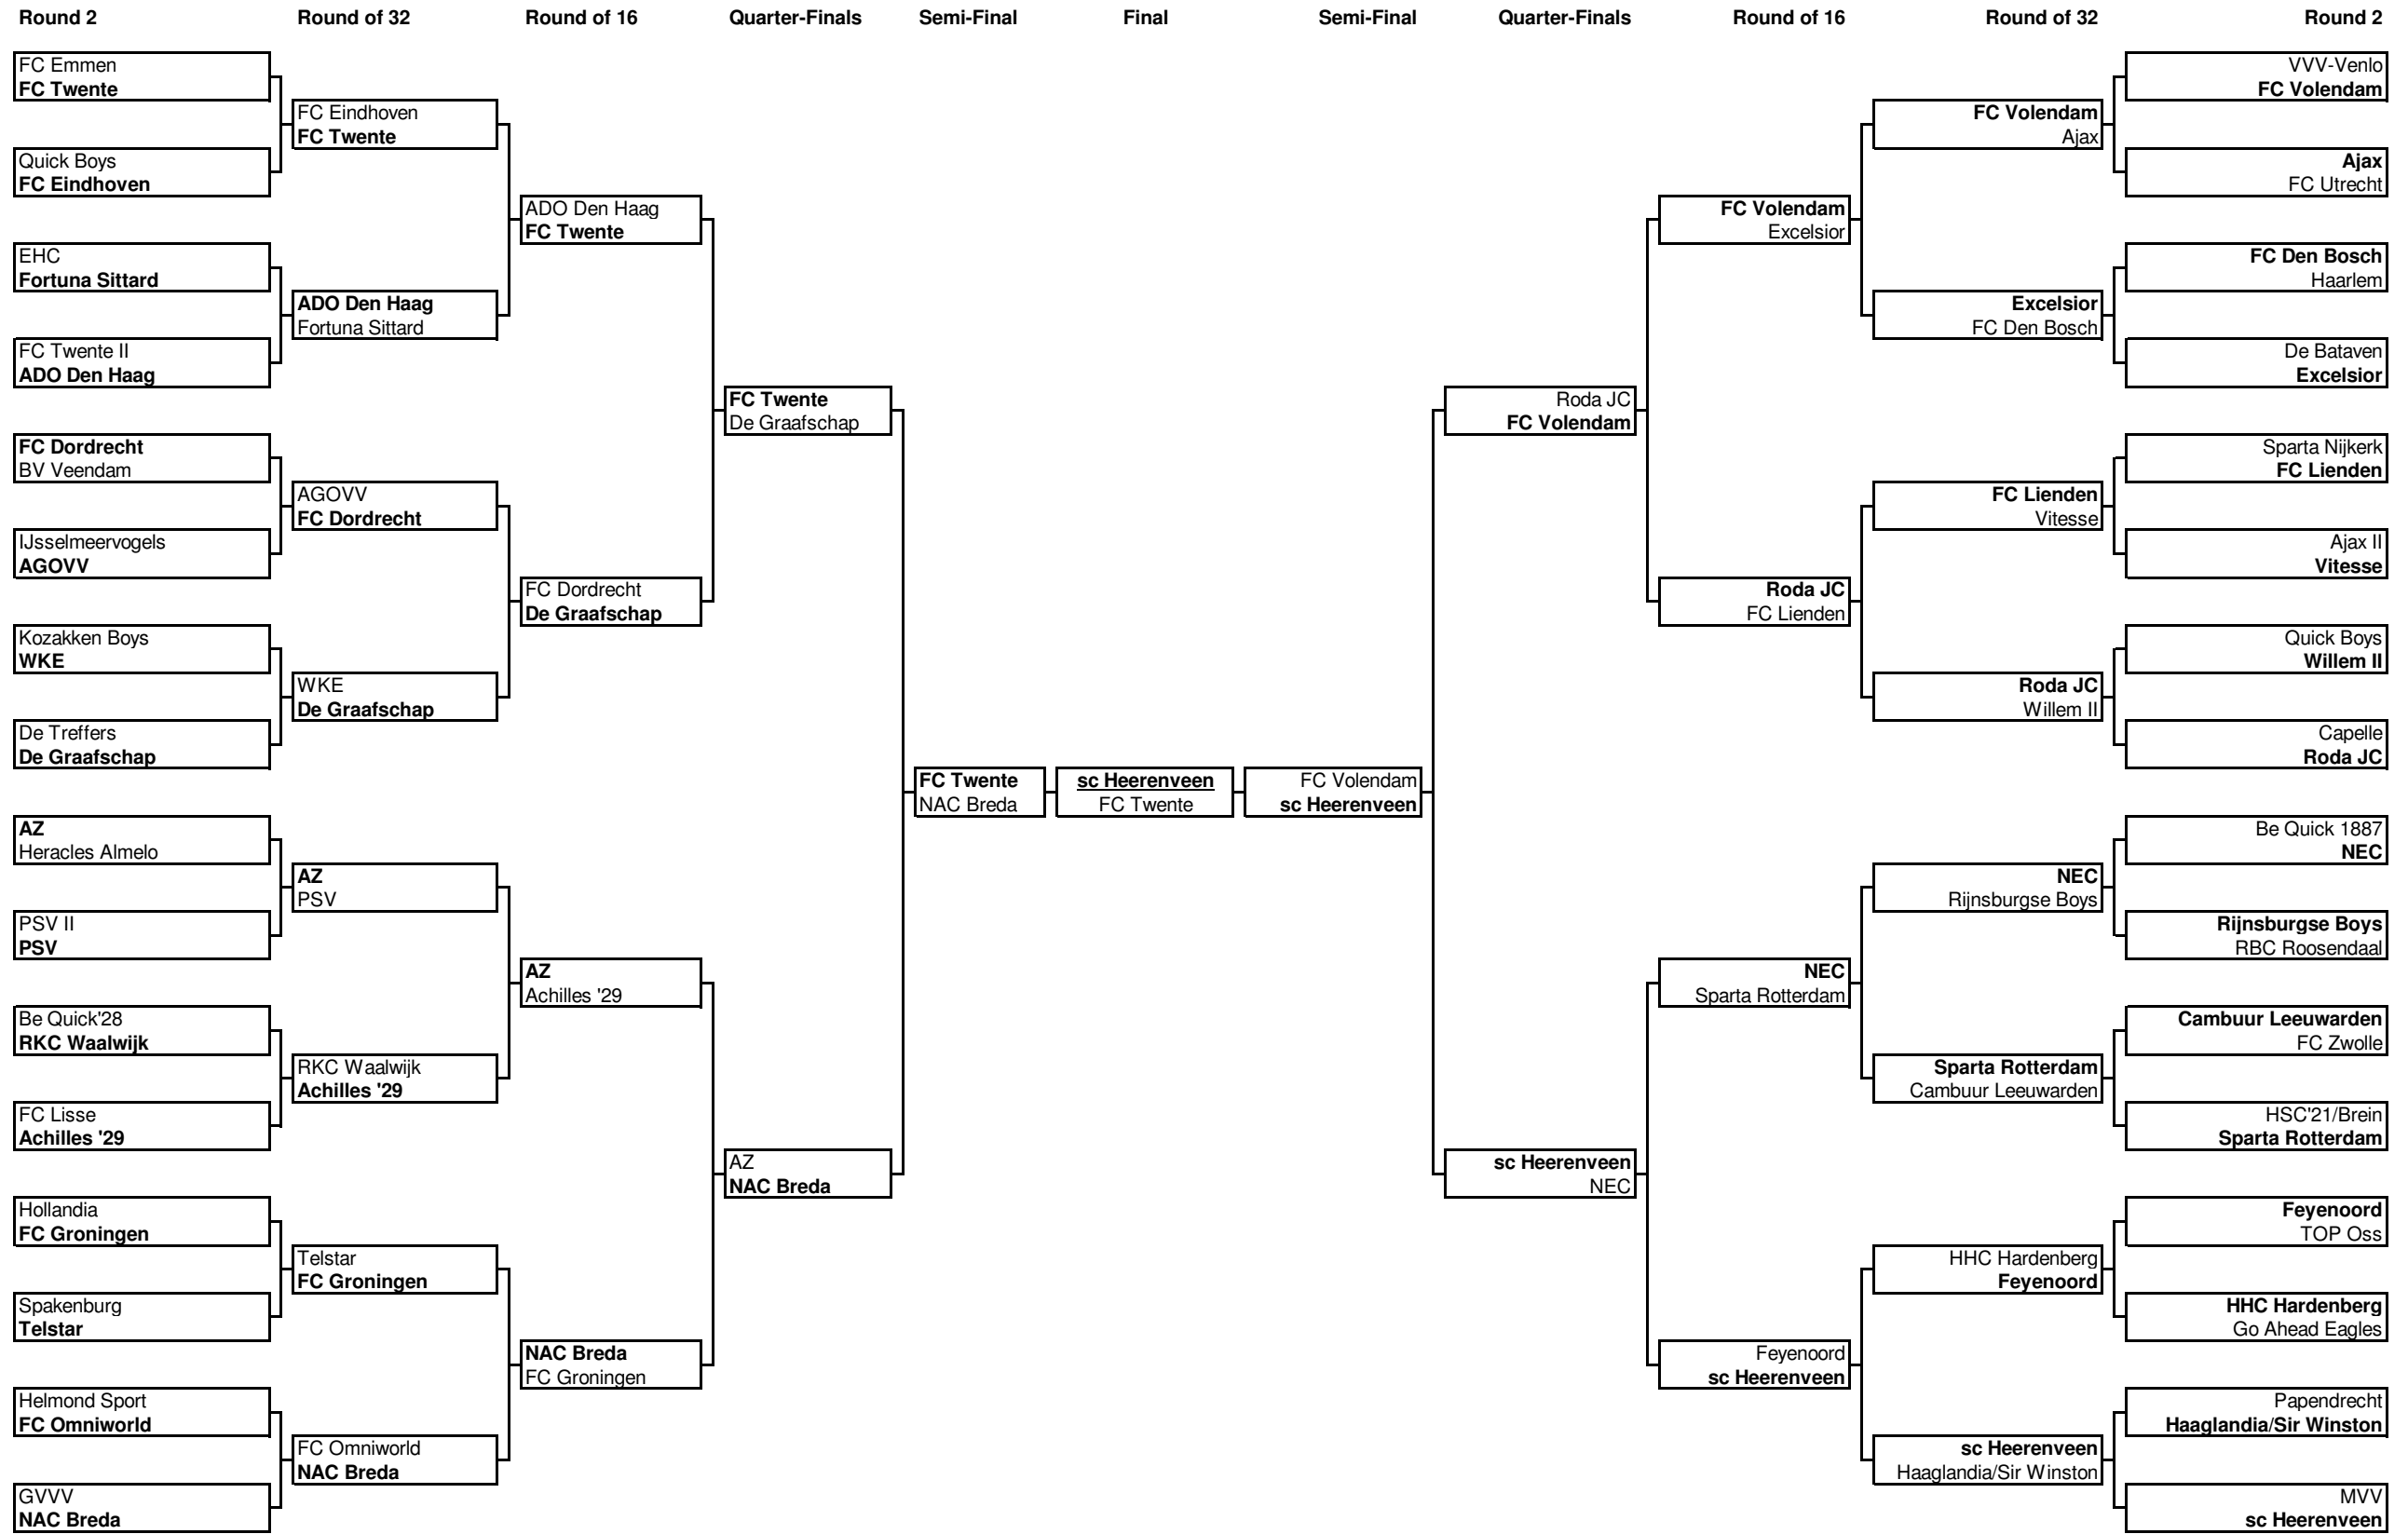 Round 2
Round of 32
Round of 16
Quarter-Finals
Semi-Final
Final
Semi-Final
Quarter-Finals
Round of 16
Round of 32
Round 2
FC Emmen
FC Twente
Quick Boys
FC Eindhoven
EHC
Fortuna Sittard
FC Twente II
ADO Den Haag
FC Dordrecht
BV Veendam
IJsselmeervogels
AGOVV
Kozakken Boys
WKE
De Treffers
De Graafschap
AZ
Heracles Almelo
PSV II
PSV
Be Quick'28
RKC Waalwijk
FC Lisse
Achilles '29
Hollandia
FC Groningen
Spakenburg
Telstar
Helmond Sport
FC Omniworld
GVVV
NAC Breda
FC Eindhoven
FC Twente
ADO Den Haag
Fortuna Sittard
AGOVV
FC Dordrecht
WKE
De Graafschap
AZ
PSV
RKC Waalwijk
Achilles '29
Telstar
FC Groningen
FC Omniworld
NAC Breda
ADO Den Haag
FC Twente
FC Dordrecht
De Graafschap
AZ
Achilles '29
NAC Breda
FC Groningen
FC Twente
De Graafschap
AZ
NAC Breda
FC Twente
NAC Breda
sc Heerenveen
FC Twente
FC Volendam
sc Heerenveen
Roda JC
FC Volendam
sc Heerenveen
NEC
FC Volendam
Excelsior
Roda JC
FC Lienden
NEC
Sparta Rotterdam
Feyenoord
sc Heerenveen
FC Volendam
Ajax
Excelsior
FC Den Bosch
FC Lienden
Vitesse
Roda JC
Willem II
NEC
Rijnsburgse Boys
Sparta Rotterdam
Cambuur Leeuwarden
HHC Hardenberg
Feyenoord
sc Heerenveen
Haaglandia/Sir Winston
VVV-Venlo
FC Volendam
Ajax
FC Utrecht
FC Den Bosch
Haarlem
De Bataven
Excelsior
Sparta Nijkerk
FC Lienden
Ajax II
Vitesse
Quick Boys
Willem II
Capelle
Roda JC
Be Quick 1887
NEC
Rijnsburgse Boys
RBC Roosendaal
Cambuur Leeuwarden
FC Zwolle
HSC'21/Brein
Sparta Rotterdam
Feyenoord
TOP Oss
HHC Hardenberg
Go Ahead Eagles
Papendrecht
Haaglandia/Sir Winston
MVV
sc Heerenveen